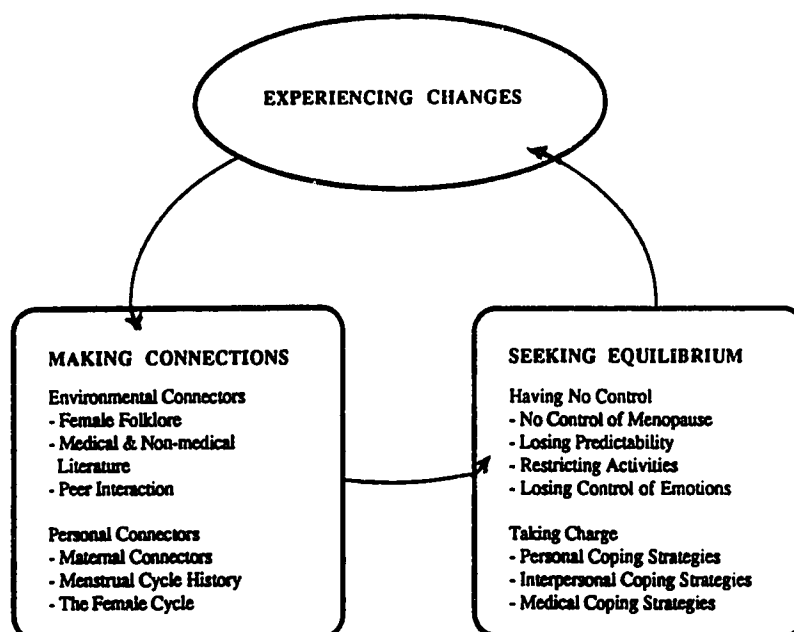 EXPERIENCING CHANGES
MAKING CONNECTIONS
Environmental Connectors
- Female Folklore
- Medical & Non-medical
Literature
- Peer Interaction
Personal Connectors
- Maternal Connectors
- Menstrual Cycle History
- The Female Cycle
SEEKING EQUILIBRIUM
Having No Control
- No Control of Menopause
- Losing Predictability
- Restricting Activities
- Losing Control of Emotions
Taking Charge
- Personal Coping Strategies
- Interpersonal Coping Strategies
- Medical Coping Strategies